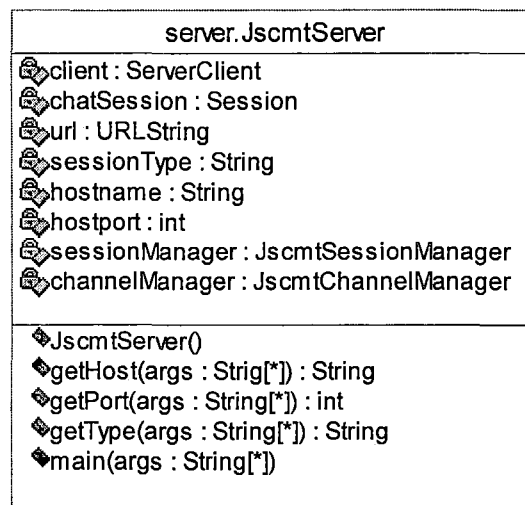 server.JscmtServer
client : ServerClient
chatSession : Session
url : URLString
sessionType : String
hostname : String
hostport : int
sessionManager : JscmtSessionManager
channelManager : JscmtChannelManager
JscmtServer()
getHost(args : Strig[*]) : String
getPort(args : String[*]) : int
getType(args : String[*]) : String
main(args : String[*])